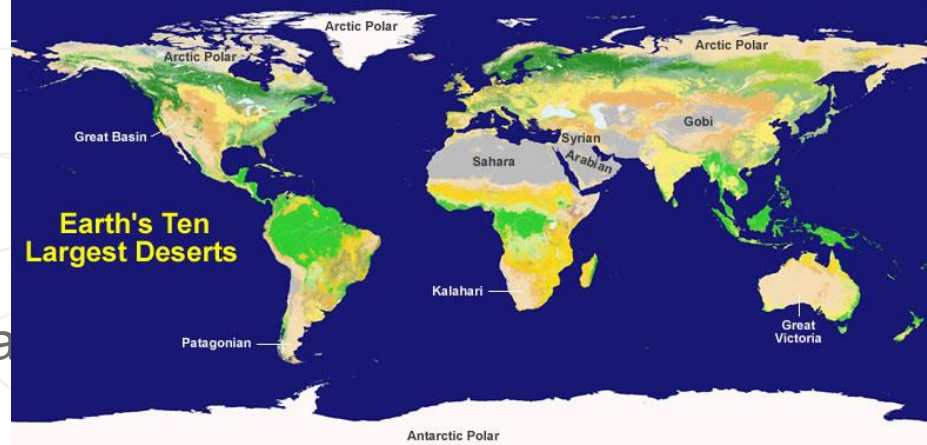 Arctic Polar
Arctic Polar
Arctic Polar
Great Basin
Gobi
Syrian
Sahara
Arabian
Earth's Ten
Largest Deserts
Kalahari
Great
Victoria
Patagonian
a
Antarctic Polar